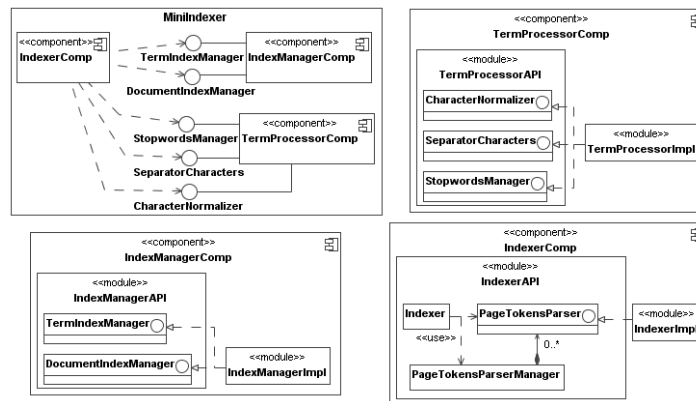 MiniIndexer
<<component>>
IndexerComp
TermIndexManager
<<component>>
IndexManagerComp
DocumentIndexManager
StopwordsManager
<<component>>
TermProcessorComp
SeparatorCharacters
CharacterNormalizer
<<component>>
TermProcessorComp
<<module>>
TermProcessorAPI
CharacterNormalizer
SeparatorCharacters
StopwordsManager
<<module>>
TermProcessorImpl
<<component>>
IndexManagerComp
<<module>>
IndexManagerAPI
TermIndexManager
DocumentIndexManager
<<module>>
IndexManagerImpl
<<component>>
IndexerComp
<<module>>
IndexerAPI
Indexer
PageTokensParser
<<use>>
0..*
PageTokensParserManager
<<module>>
IndexerImpl